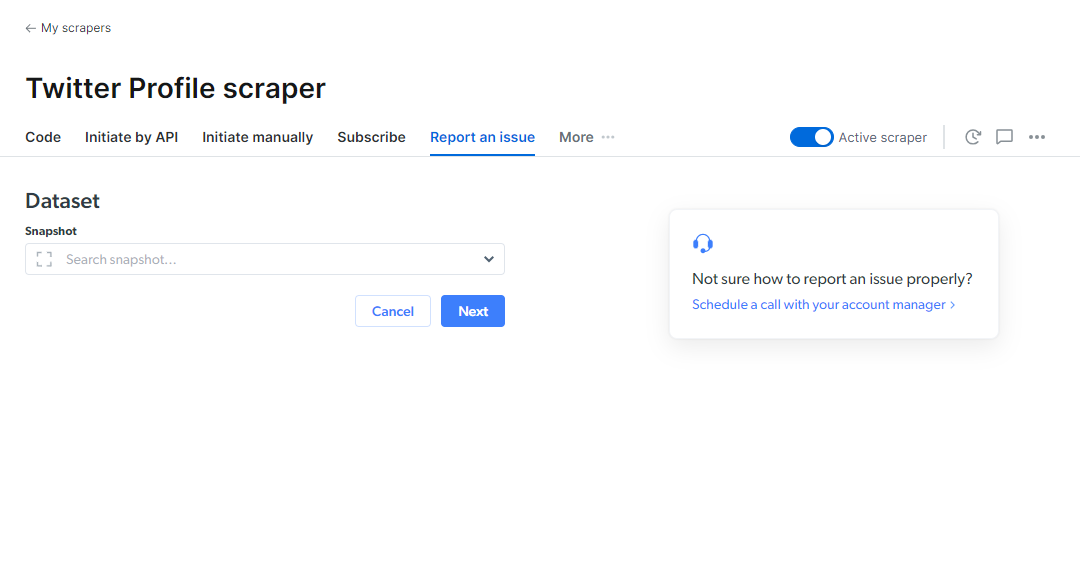 My scrapers
Twitter Profile scraper
Code Initiate by API Initiate manually Subscribe Report an issue More Active scraper
Dataset
Snapshot
Search snapshot...
Cancel Next
Not sure how to report an issue properly?
Schedule a call with your account manager